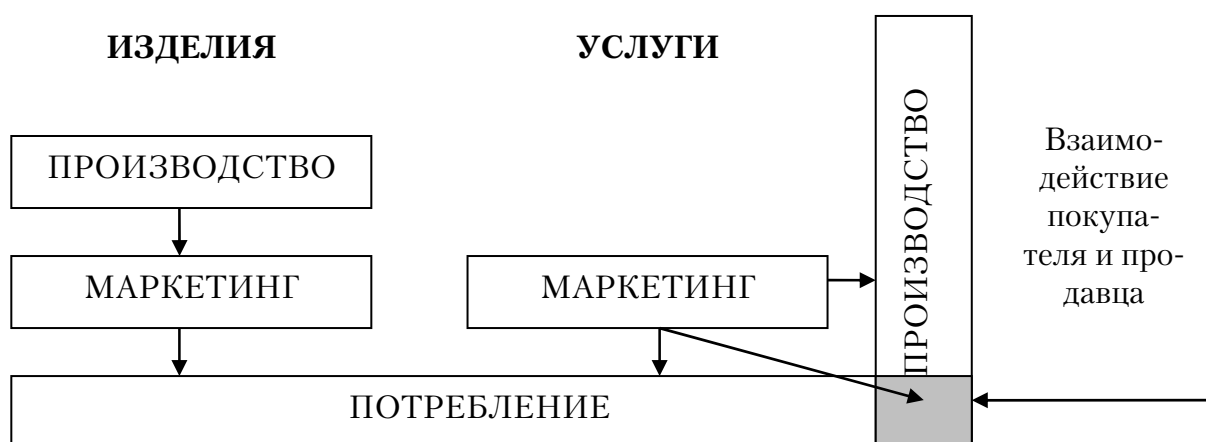 ИЗДЕЛИЯ
УСЛУГИ
ПРОИЗВОДСТВО
МАРКЕТИНГ
МАРКЕТИНГ
ПРОИЗВОДСТВО
Взаимо-
действие
покупа-
теля и про-
давца
ПОТРЕБЛЕНИЕ